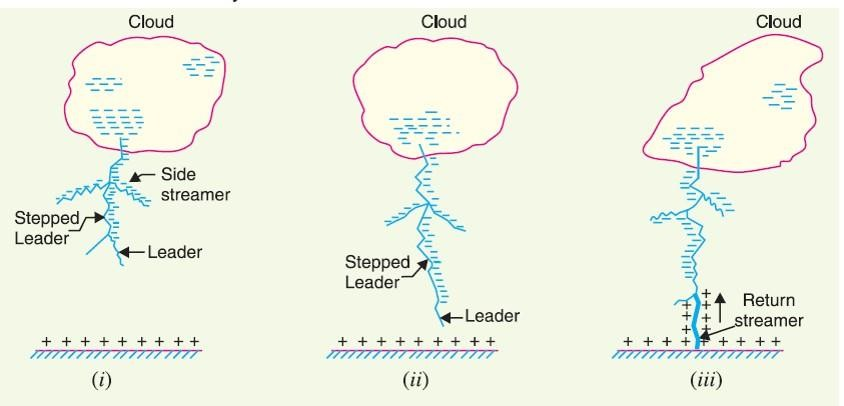 Cloud
Cloud
Cloud
Side
streamer
Stepped
Leader
Leader
Stepped
Leader
Leader
Return
streamer
+ + + + + + + + +
+ + + + + + + + + +
(i)
(ii)
(iii)